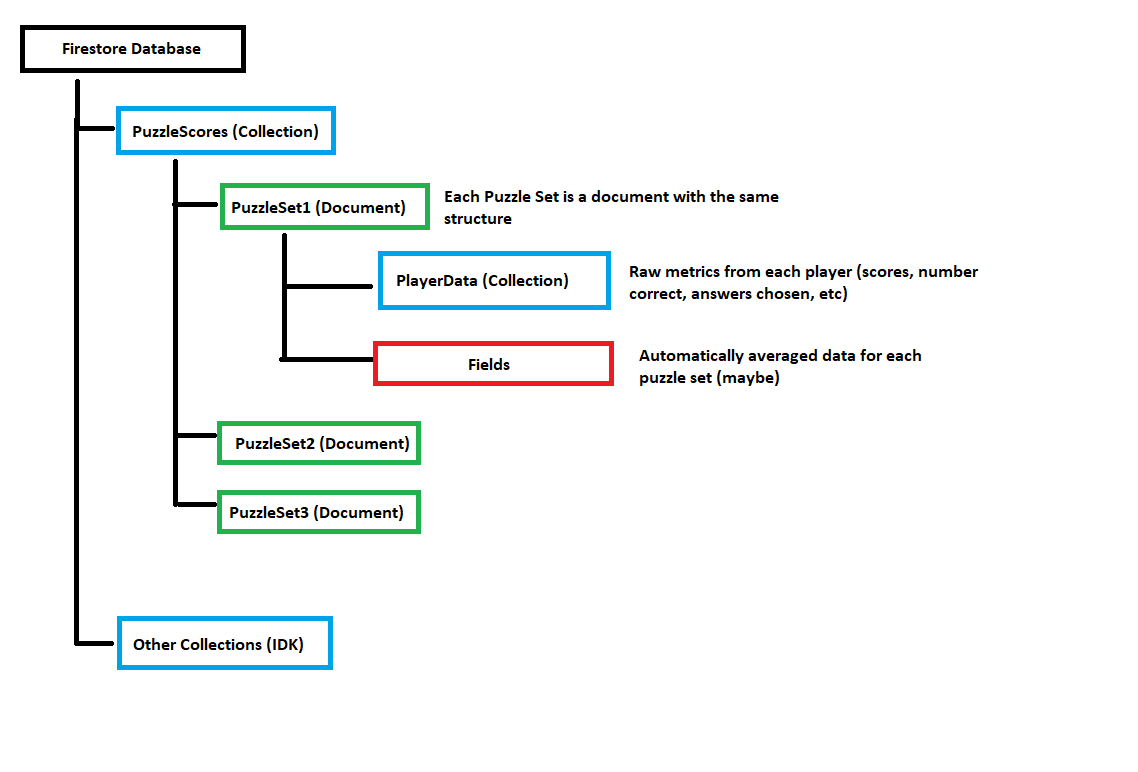 Firestore Database
PuzzleScores (Collection)
PuzzleSet1 (Document)
Each Puzzle Set is a document with the same
structure
PlayerData (Collection)
Raw metrics from each player (scores, number
correct, answers chosen, etc)
Fields
Automatically averaged data for each
puzzle set (maybe)
PuzzleSet2 (Document)
PuzzleSet3 (Document)
Other Collections (IDK)